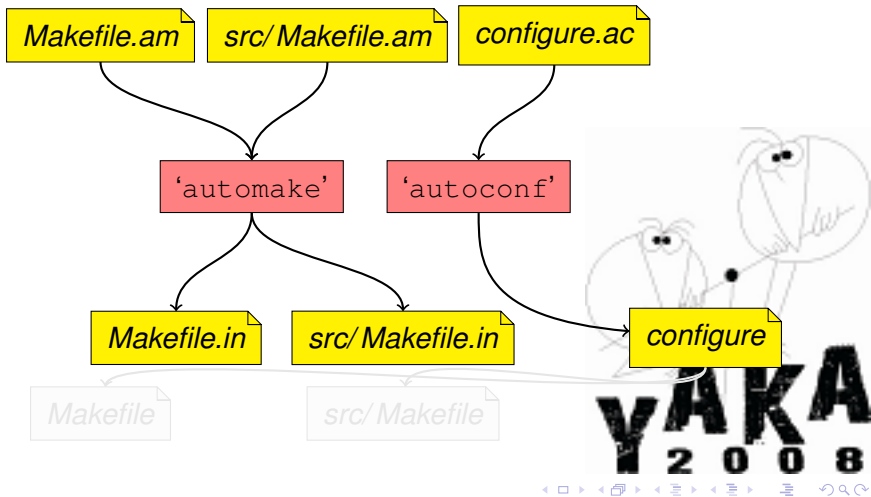 Makefile.am src/ Makefile.am configure.ac
‘automake’ ‘autoconf’
Makefile.in src/ Makefile.in configure
Makefile src/ Makefile
YAKA
2008